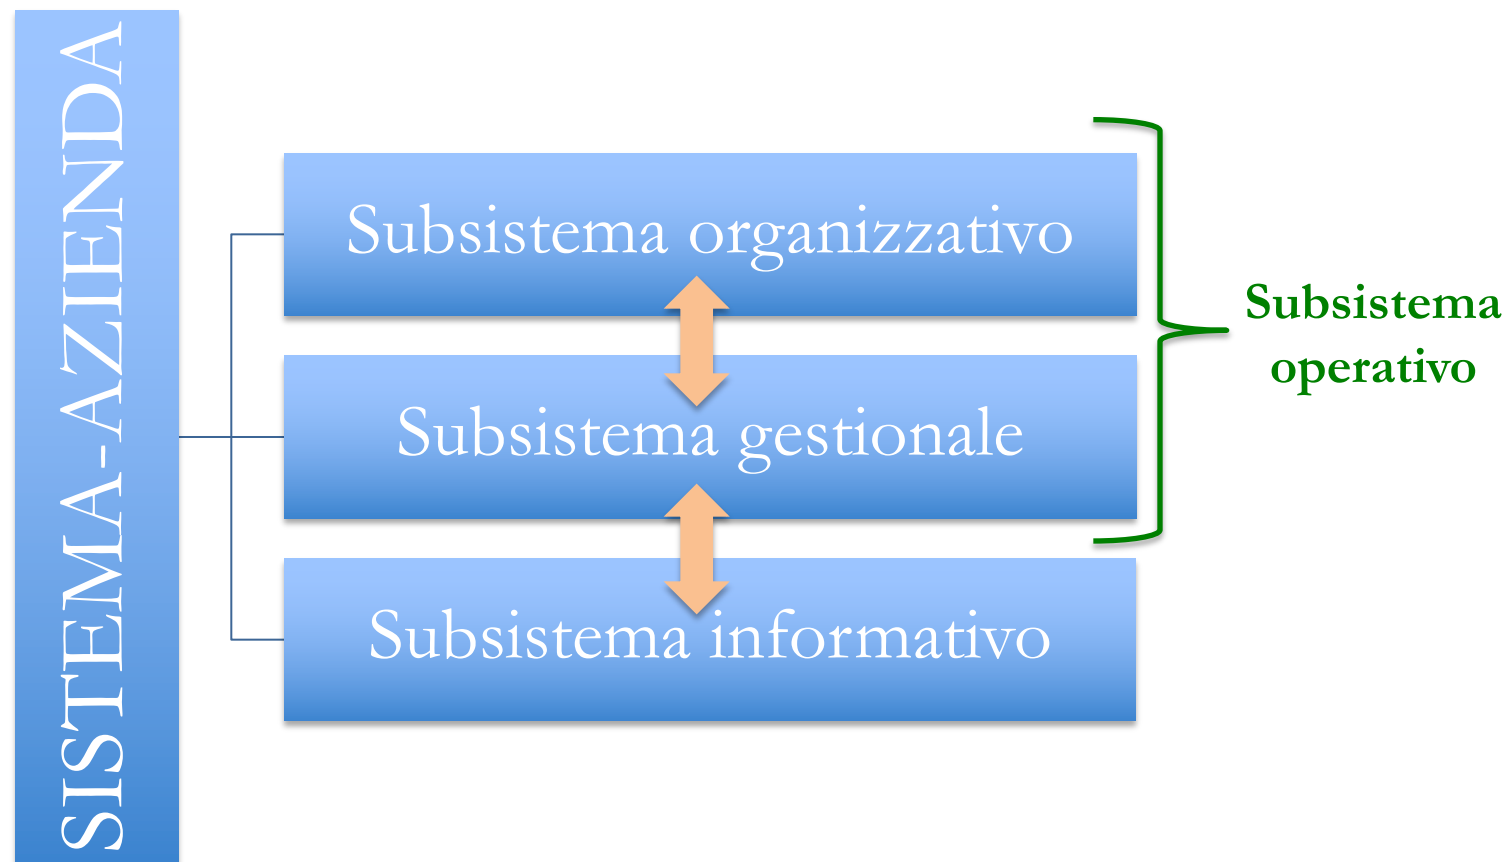 SISTEMA-AZIENDA
Subsistema organizzativo
Subsistema gestionale
Subsistema informativo
Subsistema
operativo